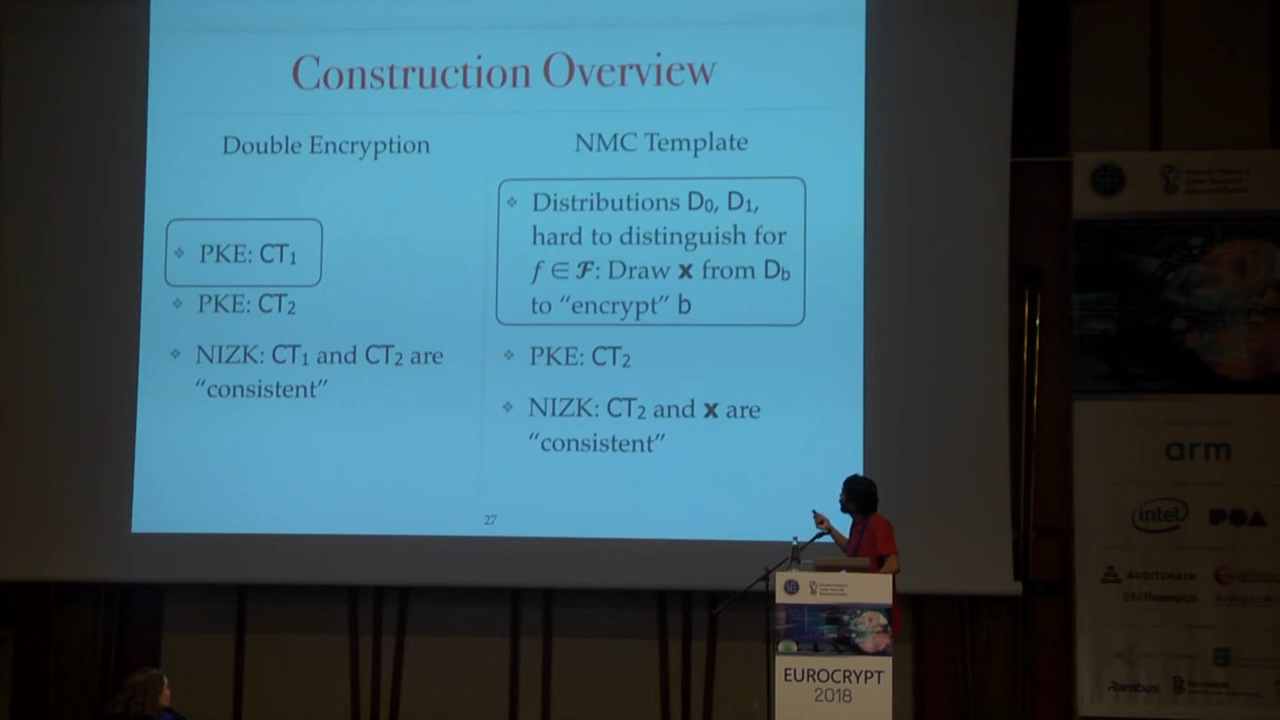 Construction Overview
Double Encryption
❖ PKE: CT₁
❖ PKE: CT₂
❖ NIZK: CT₁ and CT₂ are
"consistent"
NMC Template
❖ Distributions D₀, D₁,
hard to distinguish for
f ∈ 𝓕: Draw 𝘅 from D_b
to "encrypt" b
❖ PKE: CT₂
❖ NIZK: CT₂ and 𝘅 are
"consistent"
27
EUROCRYPT
2018
arm
intel
POA
Rambus